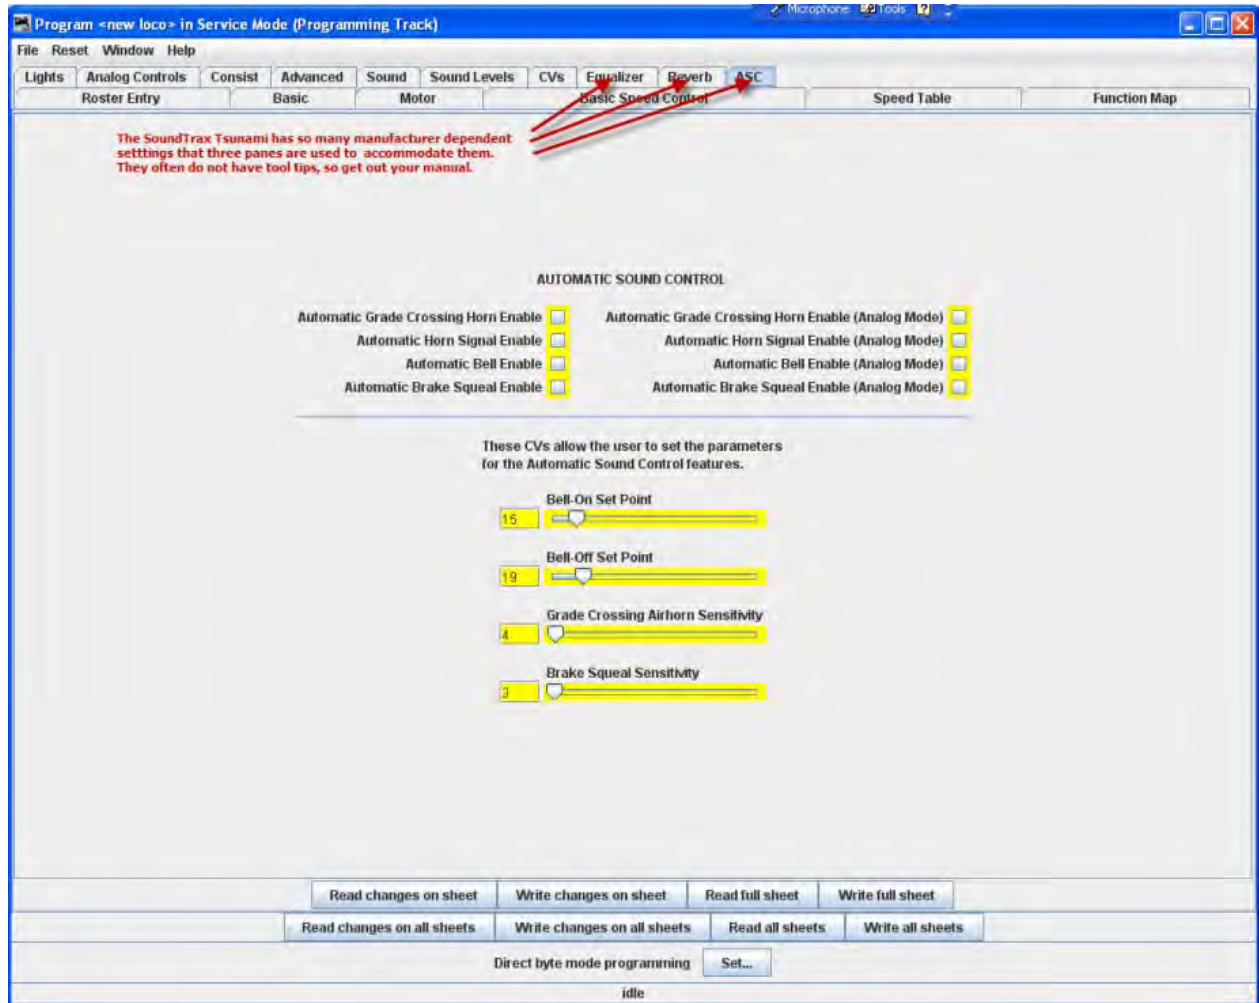 Microphone Tools ?
Program <new loco> in Service Mode (Programming Track)
File Reset Window Help
Lights Analog Controls Consist Advanced Sound Sound Levels CVs Equalizer Reverb ASC
Roster Entry Basic Motor Basic Speed Control Speed Table Function Map
The SoundTrax Tsunami has so many manufacturer dependent
setttings that three panes are used to accommodate them.
They often do not have tool tips, so get out your manual.
AUTOMATIC SOUND CONTROL
Automatic Grade Crossing Horn Enable Automatic Grade Crossing Horn Enable (Analog Mode)
Automatic Horn Signal Enable Automatic Horn Signal Enable (Analog Mode)
Automatic Bell Enable Automatic Bell Enable (Analog Mode)
Automatic Brake Squeal Enable Automatic Brake Squeal Enable (Analog Mode)
These CVs allow the user to set the parameters
for the Automatic Sound Control features.
Bell-On Set Point
15
Bell-Off Set Point
19
Grade Crossing Airhorn Sensitivity
4
Brake Squeal Sensitivity
3
Read changes on sheet Write changes on sheet Read full sheet Write full sheet
Read changes on all sheets Write changes on all sheets Read all sheets Write all sheets
Direct byte mode programming Set...
idle